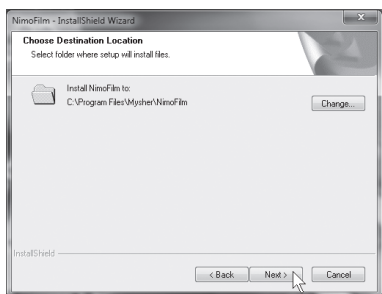 NimoFilm - InstallShield Wizard
x
Choose Destination Location
Select folder where setup will install files.
Install NimoFilm to:
C:\Program Files\Mysher\NimoFilm
Change...
InstallShield
< Back Next > Cancel